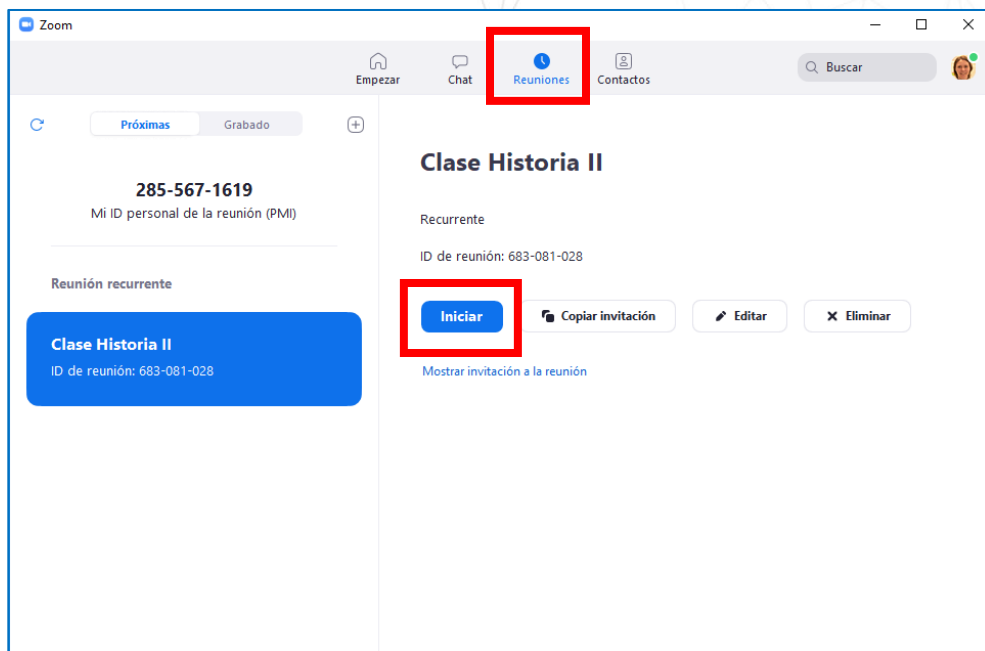 Zoom
Empezar
Chat
Reuniones
Contactos
Buscar
Próximas
Grabado
285-567-1619
Mi ID personal de la reunión (PMI)
Reunión recurrente
Clase Historia II
ID de reunión: 683-081-028
Clase Historia II
Recurrente
ID de reunión: 683-081-028
Iniciar
Copiar invitación
Editar
Eliminar
Mostrar invitación a la reunión